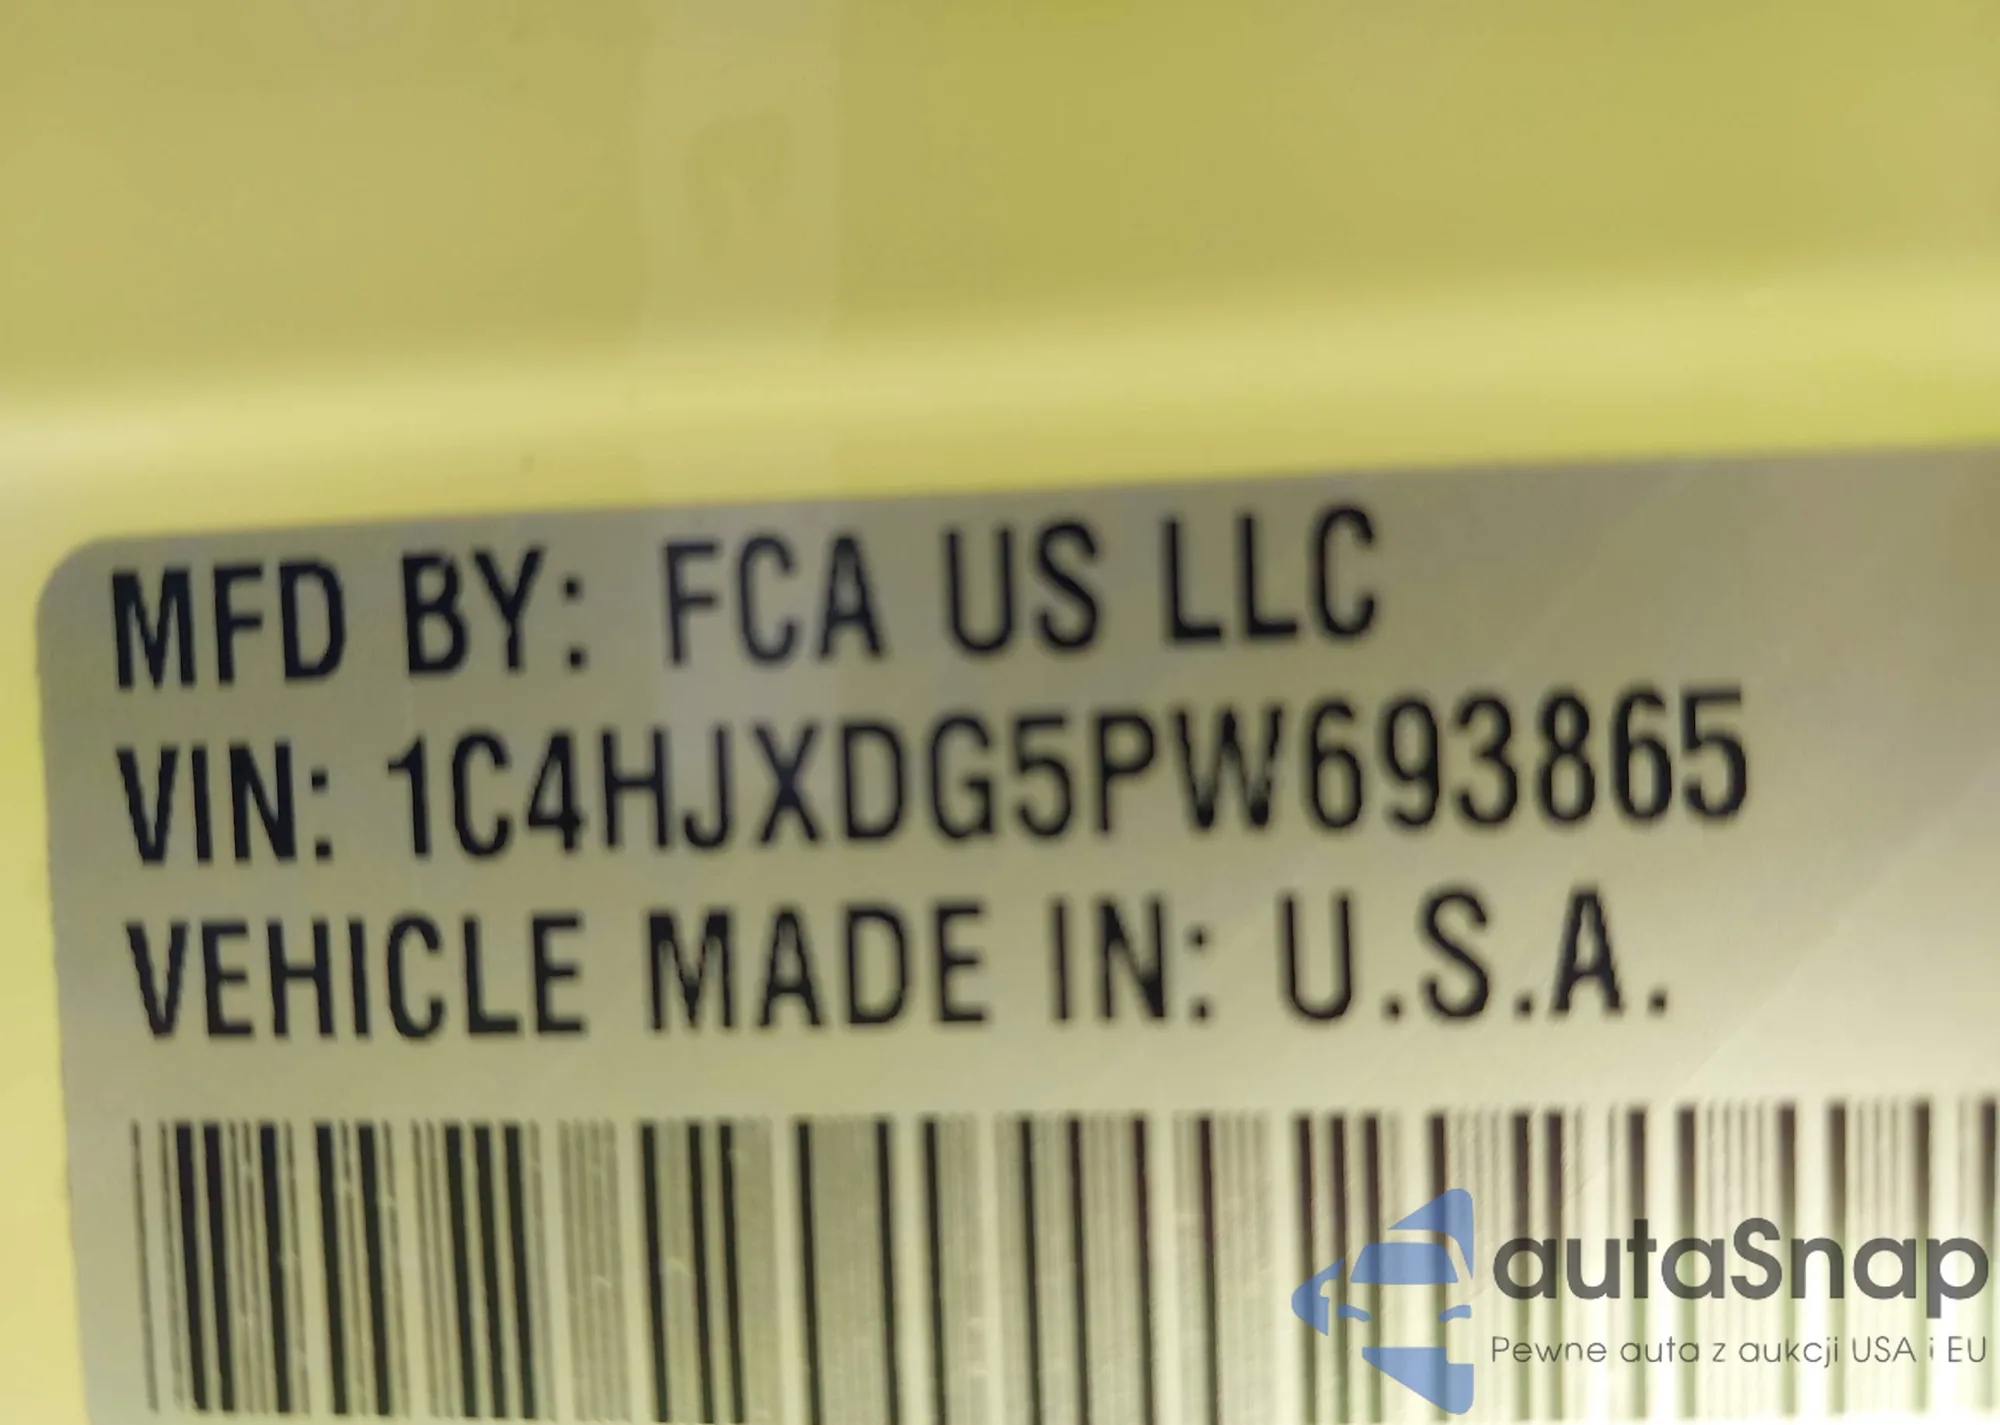 MFD BY: FCA US LLC
VIN: 1C4HJXDG5PW693865
VEHICLE MADE IN: U.S.A.
autaSnap
Pewne auta z aukcji USA i EU